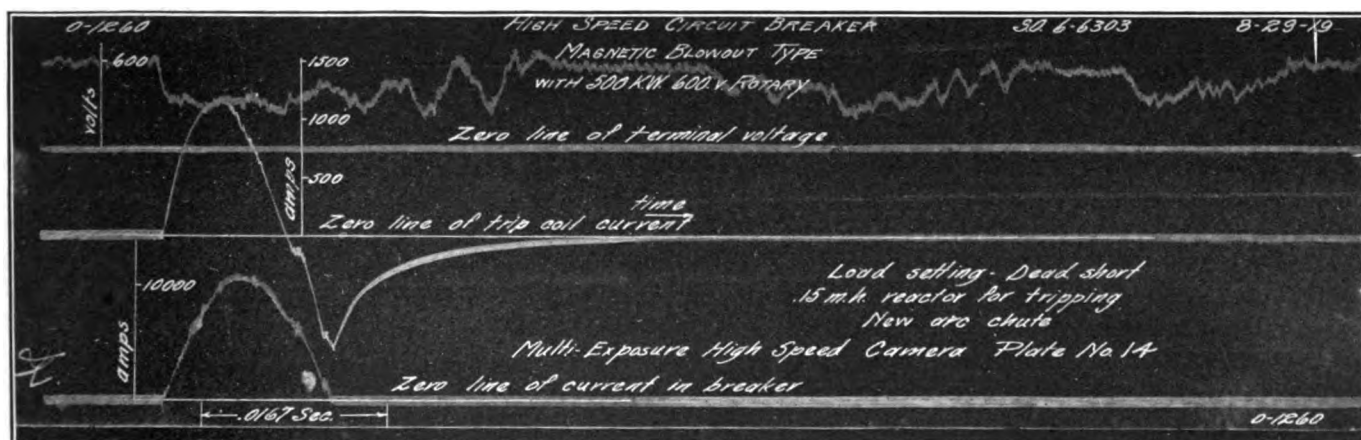 0-1260
HIGH SPEED CIRCUIT BREAKER
S.O. 6-6303
8-29-19
MAGNETIC BLOWOUT TYPE
WITH 500 K.W. 600.V ROTARY
600
volts
1500
1000
500
amps
Zero line of terminal voltage
time
Zero line of trip coil current
10000
amps
Load setting - Dead short
.15 m.h. reactor for tripping
New arc chute
Multi-Exposure High Speed Camera Plate No. 14
Zero line of current in breaker
.0167 Sec.
0-1260